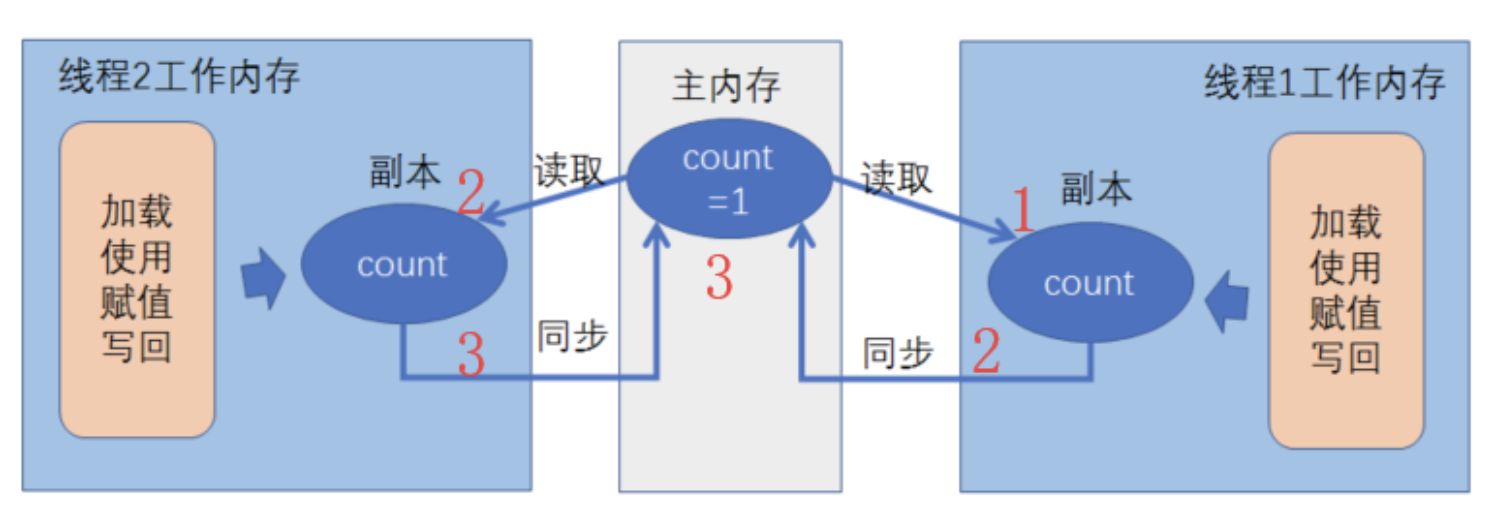 线程2工作内存
加载
使用
赋值
写回
副本
2
count
3
读取
同步
主内存
count
=1
3
读取
同步
线程1工作内存
1
副本
count
2
加载
使用
赋值
写回